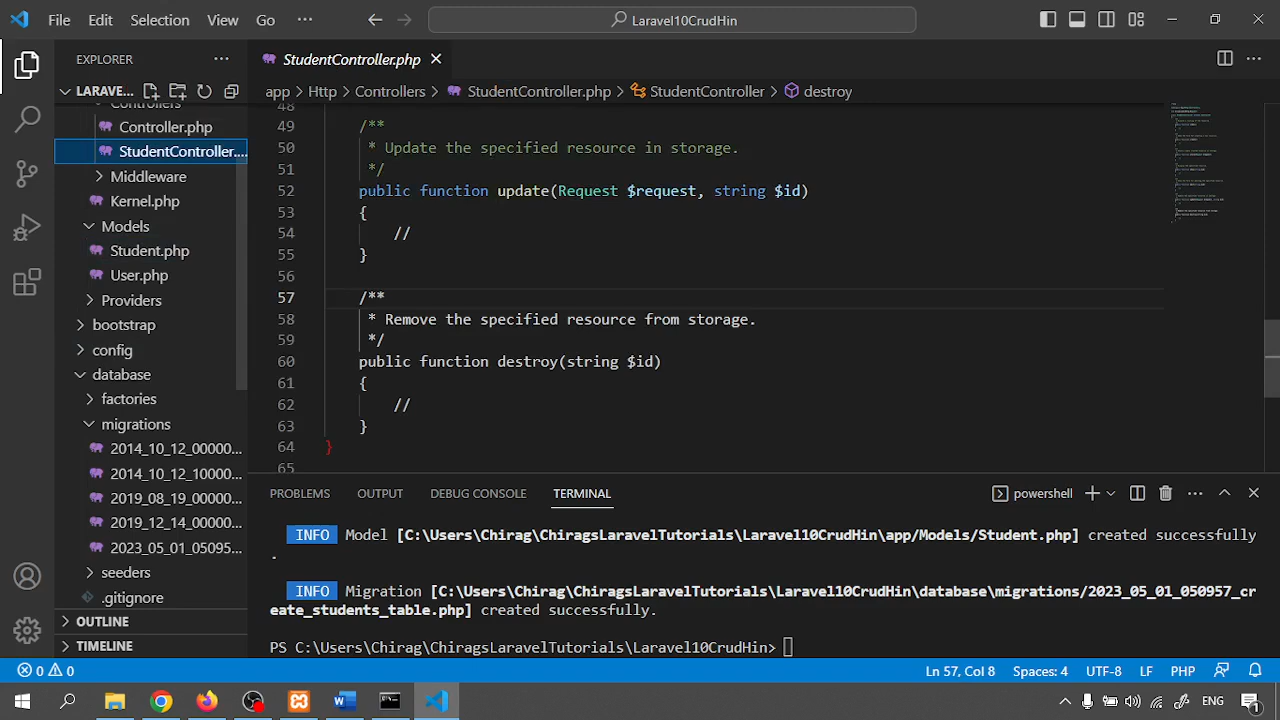 File Edit Selection View Go ··· Laravel10CrudHin
EXPLORER ···
StudentController.php
LARAVE...
app > Http > Controllers > StudentController.php > StudentController > destroy
Controllers
Controller.php
StudentController....
Middleware
Kernel.php
Models
Student.php
User.php
Providers
bootstrap
config
database
factories
migrations
2014_10_12_00000...
2014_10_12_10000...
2019_08_19_00000...
2019_12_14_00000...
2023_05_01_05095...
seeders
.gitignore
OUTLINE
TIMELINE
48
49 /**
50 * Update the specified resource in storage.
51 */
52 public function update(Request $request, string $id)
53 {
54 //
55 }
56
57 /**
58 * Remove the specified resource from storage.
59 */
60 public function destroy(string $id)
61 {
62 //
63 }
64 }
65
PROBLEMS OUTPUT DEBUG CONSOLE TERMINAL powershell
INFO Model [C:\Users\Chirag\ChiragsLaravelTutorials\Laravel10CrudHin\app/Models/Student.php] created successfully
.
INFO Migration [C:\Users\Chirag\ChiragsLaravelTutorials\Laravel10CrudHin\database\migrations/2023_05_01_050957_cr
eate_students_table.php] created successfully.
PS C:\Users\Chirag\ChiragsLaravelTutorials\Laravel10CrudHin>
0 0 Ln 57, Col 8 Spaces: 4 UTF-8 LF PHP
ENG 1